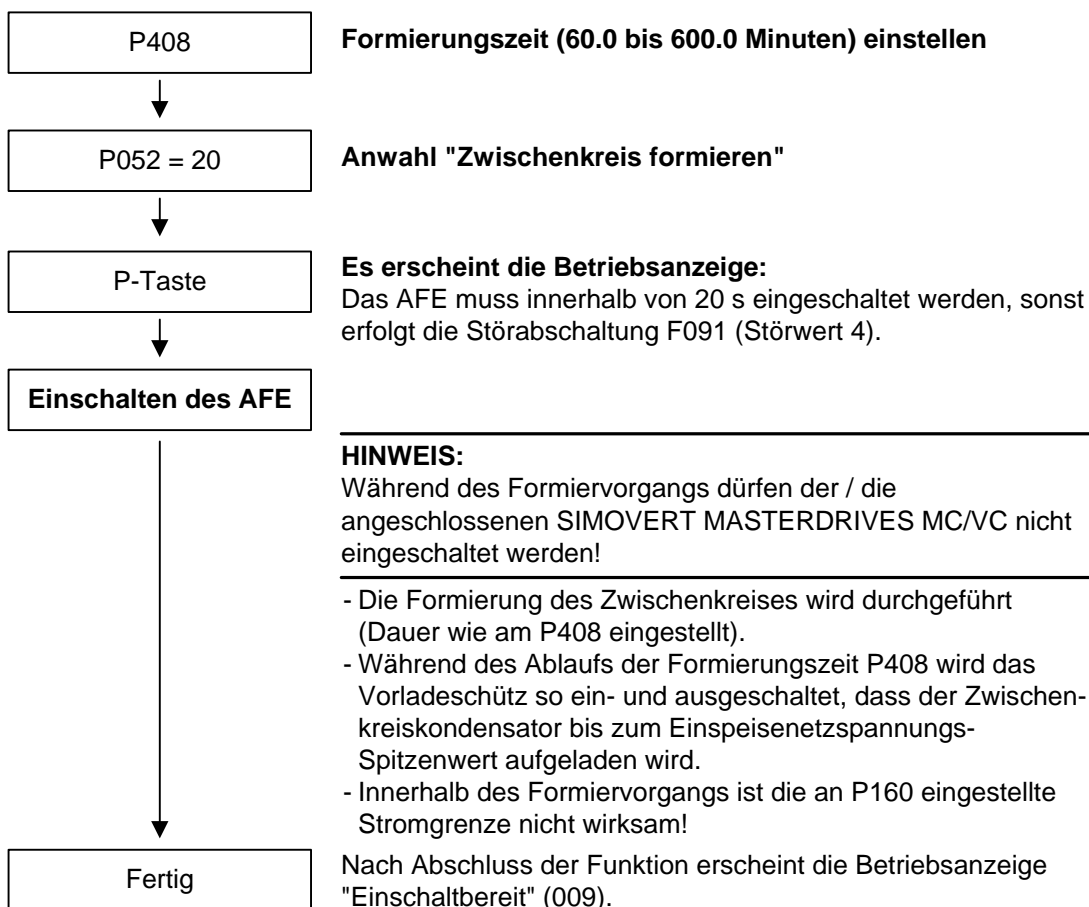 P408
Formierungszeit (60.0 bis 600.0 Minuten) einstellen
P052 = 20
Anwahl "Zwischenkreis formieren"
P-Taste
Es erscheint die Betriebsanzeige:
Das AFE muss innerhalb von 20 s eingeschaltet werden, sonst
erfolgt die Störabschaltung F091 (Störwert 4).
Einschalten des AFE
HINWEIS:
Während des Formiervorgangs dürfen der / die
angeschlossenen SIMOVERT MASTERDRIVES MC/VC nicht
eingeschaltet werden!
- Die Formierung des Zwischenkreises wird durchgeführt
(Dauer wie am P408 eingestellt).
- Während des Ablaufs der Formierungszeit P408 wird das
Vorladeschütz so ein- und ausgeschaltet, dass der Zwischen-
kreiskondensator bis zum Einspeisenetzspannungs-
Spitzenwert aufgeladen wird.
- Innerhalb des Formiervorgangs ist die an P160 eingestellte
Stromgrenze nicht wirksam!
Fertig
Nach Abschluss der Funktion erscheint die Betriebsanzeige
"Einschaltbereit" (009).